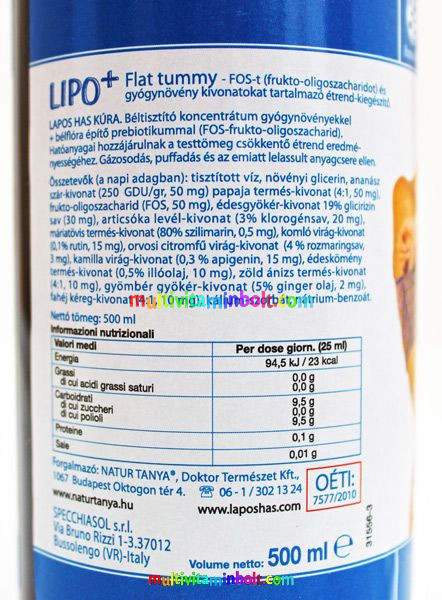 LIPO+ Flat tummy - FOS-t (frukto-oligoszacharidot) és
gyógynövény kivonatokat tartalmazó étrend-kiegészítő.
LAPOS HAS KÚRA. Béltisztító koncentrátum gyógynövényekkel
+ bélflóra építő prebiotikummal (FOS-frukto-oligoszacharid).
Hatóanyagai hozzájárulnak a testtömeg csökkentő étrend eredmé-
nyességéhez. Gázosodás, puffadás és az emiatt lelassult anyagcsere ellen.
Összetevők (a napi adagban): tisztított víz, növényi glicerin, ananász
szár-kivonat (250 GDU/gr, 50 mg) papaja termés-kivonat (4:1, 50 mg),
frukto-oligoszacharid (FOS, 50 mg), édesgyökér-kivonat 19% glicirizin
sav (30 mg), articsóka levél-kivonat (3% klorogénsav, 20 mg),
máriatövis termés-kivonat (80% szilimarin, 0,5 mg), komló virág-kivonat
(0,1% rutin, 15 mg), orvosi citromfű virág-kivonat (4 % rozmaringsav,
3 mg), kamilla virág-kivonat (0,3 % apigenin, 15 mg), édeskömény
termés-kivonat (0,5% illóolaj, 10 mg), zöld ánizs termés-kivonat
(4:1, 10 mg), gyömbér gyökér-kivonat (5% ginger olaj, 2 mg),
fahéj kéreg-kivonat (4:1, 10 mg), kálium-szorbat, nátrium-benzoát.
multivitaminbolt.com
Nettó tömeg: 500 ml
Informazioni nutrizionali
Valori medi Per dose giorn. (25 ml)
Energia 94,5 kJ / 23 kcal
Grassi 0,0 g
di cui acidi grassi saturi 0,0 g
Carboidrati 9,5 g
di cui zuccheri 0,0 g
di cui polioli 9,5 g
Proteine 0,1 g
Sale 0,01 g
Forgalmazó: NATUR TANYA®, Doktor Természet Kft.,
1067 Budapest Oktogon tér 4. ☏ 06 - 1 / 302 13 24
www.naturtanya.hu www.laposhas.com
OÉTI:
7577/2010
SPECCHIASOL s.r.l.
Via Bruno Rizzi 1-3.37012
Bussolengo (VR)-Italy
Volume netto: 500 ml e
31556-3
multivitaminbolt.com